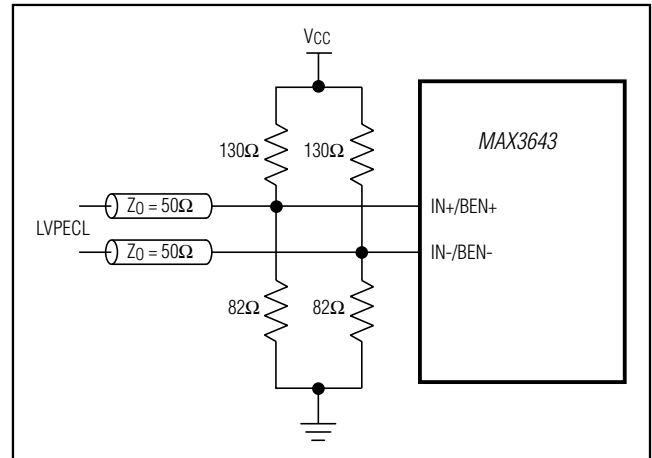 VCC
130Ω 130Ω
MAX3643
Z0 = 50Ω
IN+/BEN+
LVPECL
Z0 = 50Ω
IN-/BEN-
82Ω 82Ω